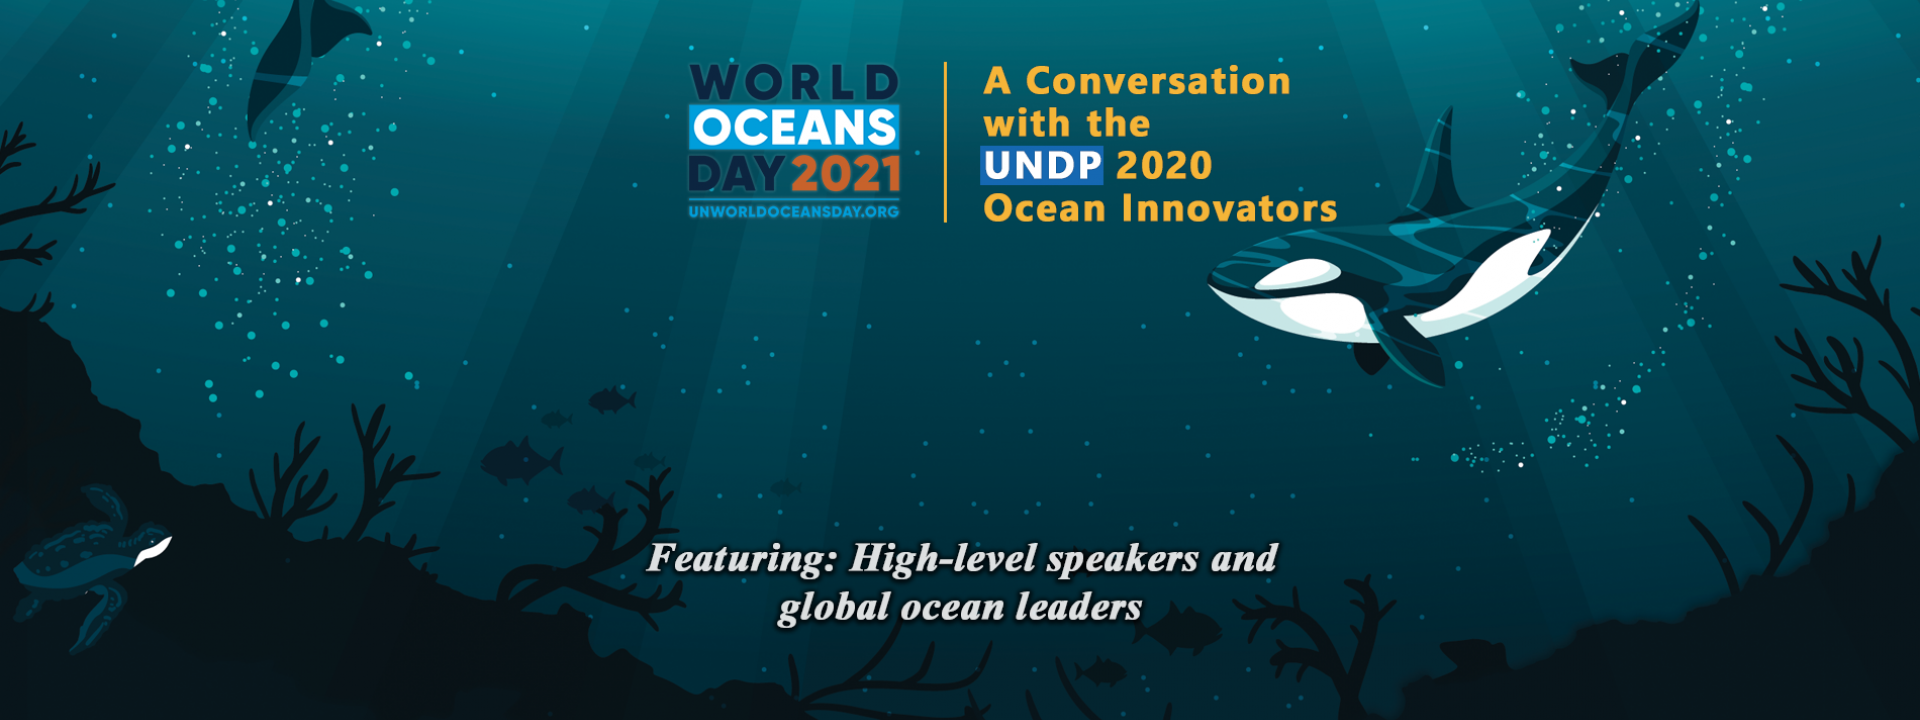 WORLD
OCEANS
DAY 2021
UNWORLDOCEANSDAY.ORG
A Conversation
with the
UNDP 2020
Ocean Innovators
Featuring: High-level speakers and
global ocean leaders